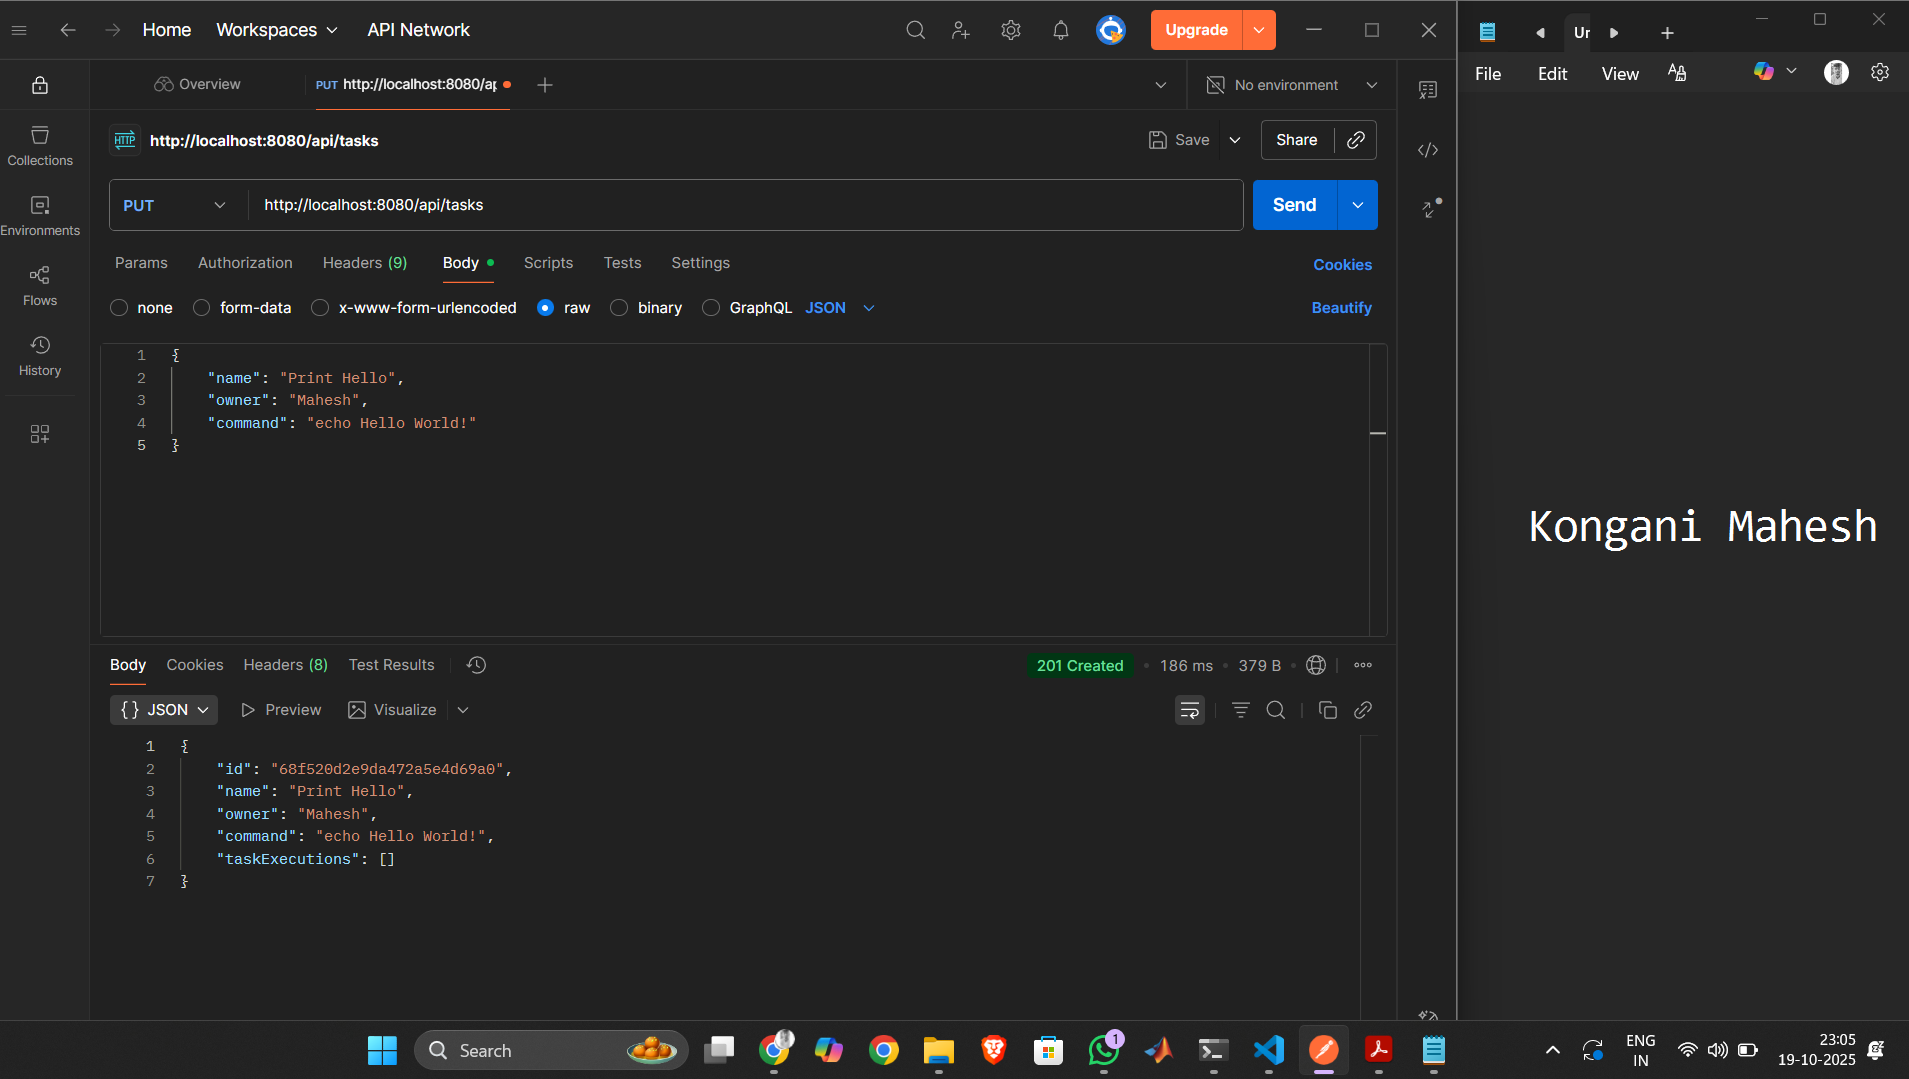 Home Workspaces API Network Upgrade
Overview PUT http://localhost:8080/ap No environment
HTTP http://localhost:8080/api/tasks Save Share
PUT http://localhost:8080/api/tasks Send
Params Authorization Headers (9) Body Scripts Tests Settings Cookies
none form-data x-www-form-urlencoded raw binary GraphQL JSON Beautify
1 {
2 "name": "Print Hello",
3 "owner": "Mahesh",
4 "command": "echo Hello World!"
5 }
Collections
Environments
Flows
History
Body Cookies Headers (8) Test Results 201 Created • 186 ms • 379 B
{} JSON Preview Visualize
1 {
2 "id": "68f520d2e9da472a5e4d69a0",
3 "name": "Print Hello",
4 "owner": "Mahesh",
5 "command": "echo Hello World!",
6 "taskExecutions": []
7 }
Ur
File Edit View
Kongani Mahesh
Search
1
ENG
IN
23:05
19-10-2025